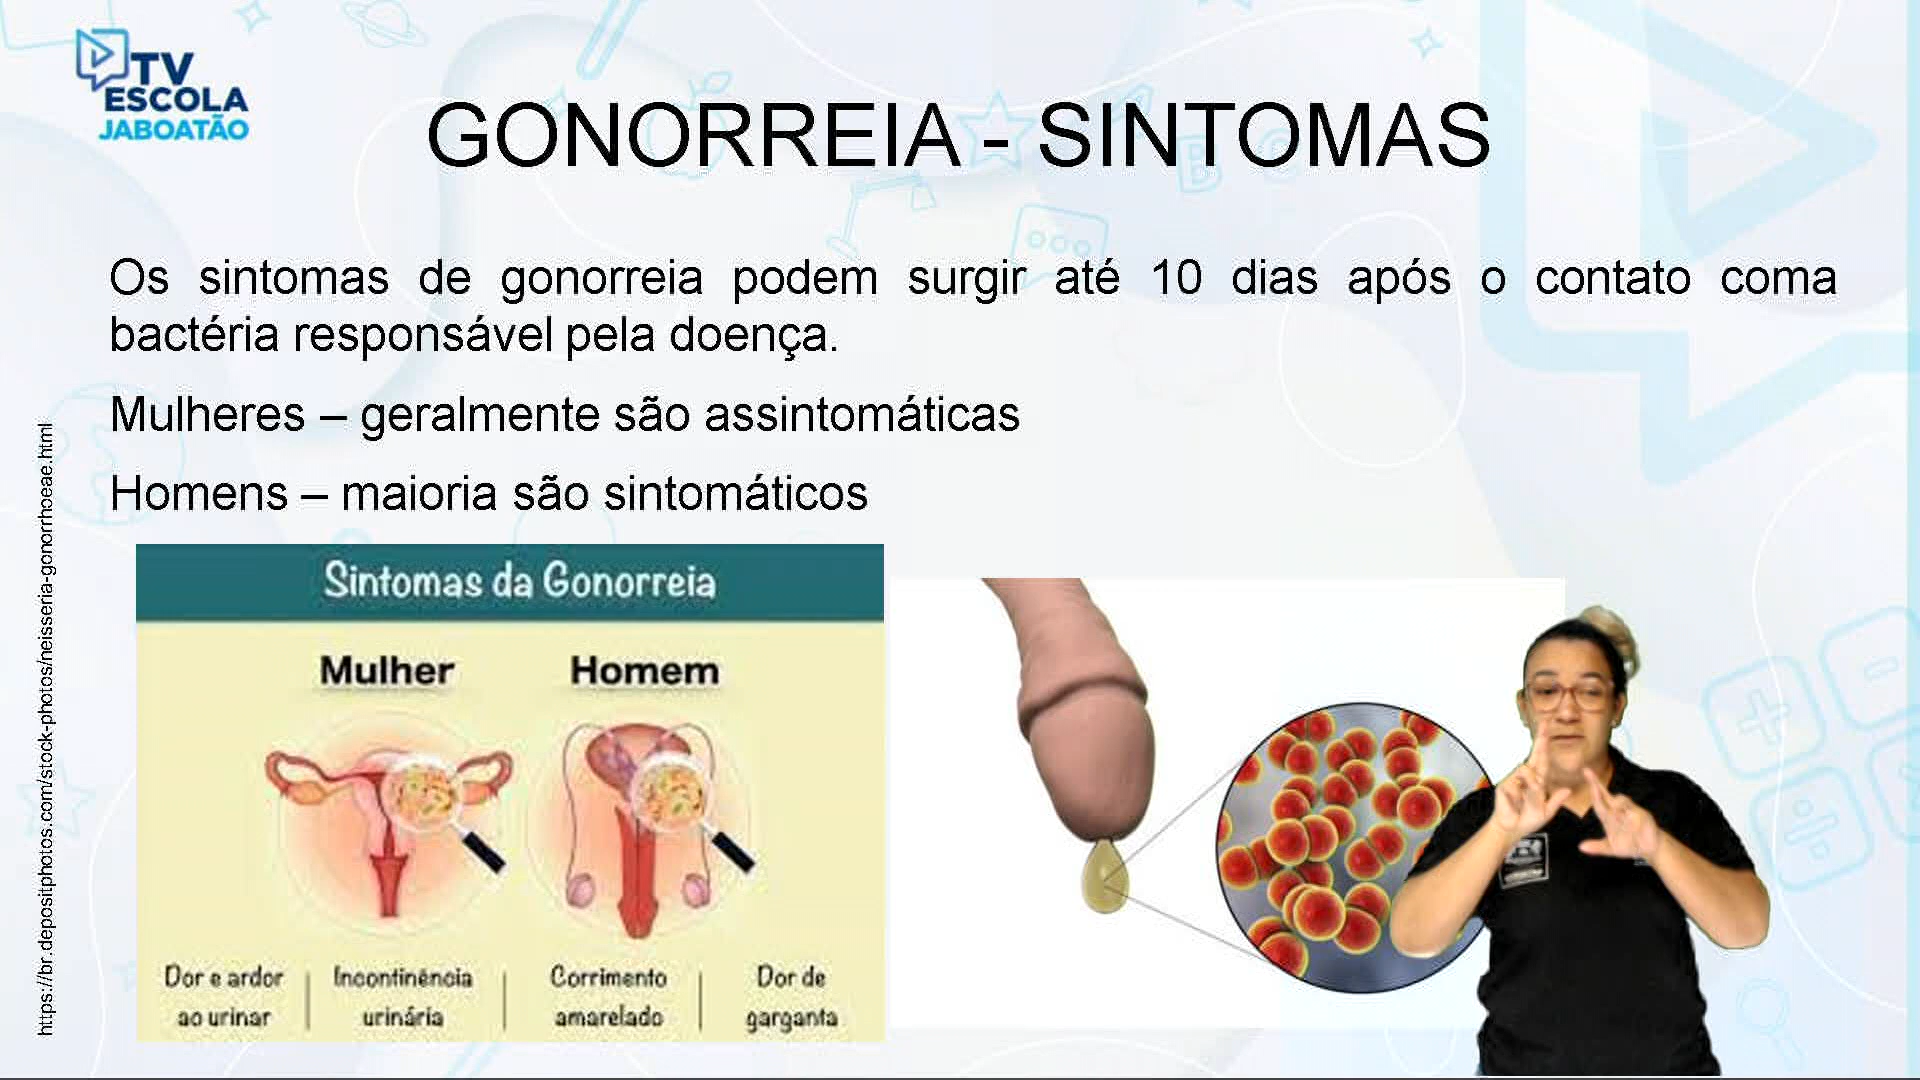 TV
ESCOLA
JABOATÃO
GONORREIA - SINTOMAS
Os sintomas de gonorreia podem surgir até 10 dias após o contato coma
bactéria responsável pela doença.
Mulheres – geralmente são assintomáticas
Homens – maioria são sintomáticos
https://br.depositphotos.com/stock-photos/neisseria-gonorrhoeae.html
Sintomas da Gonorreia
Mulher Homem
Dor e ardor
ao urinar
Incontinência
urinária
Corrimento
amarelado
Dor de
garganta